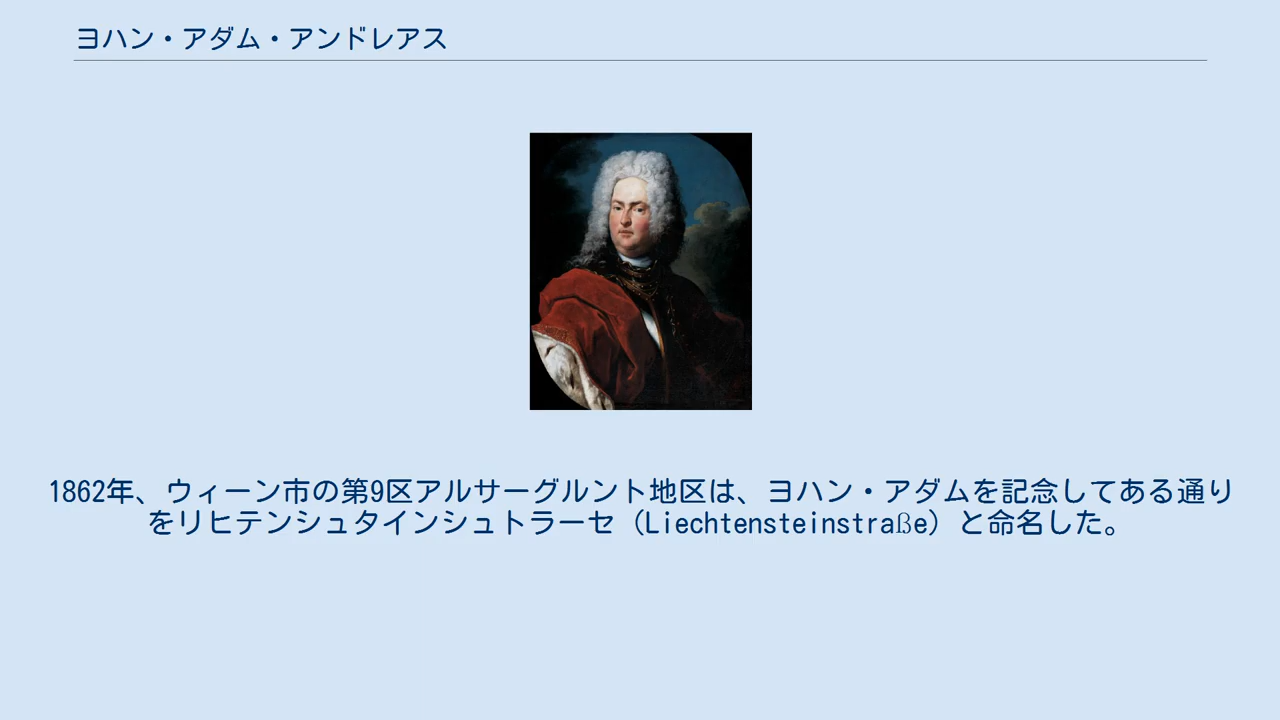 ヨハン・アダム・アンドレアス
1862年、ウィーン市の第9区アルサーグルント地区は、ヨハン・アダムを記念してある通り
をリヒテンシュタインシュトラーセ（Liechtensteinstraße）と命名した。